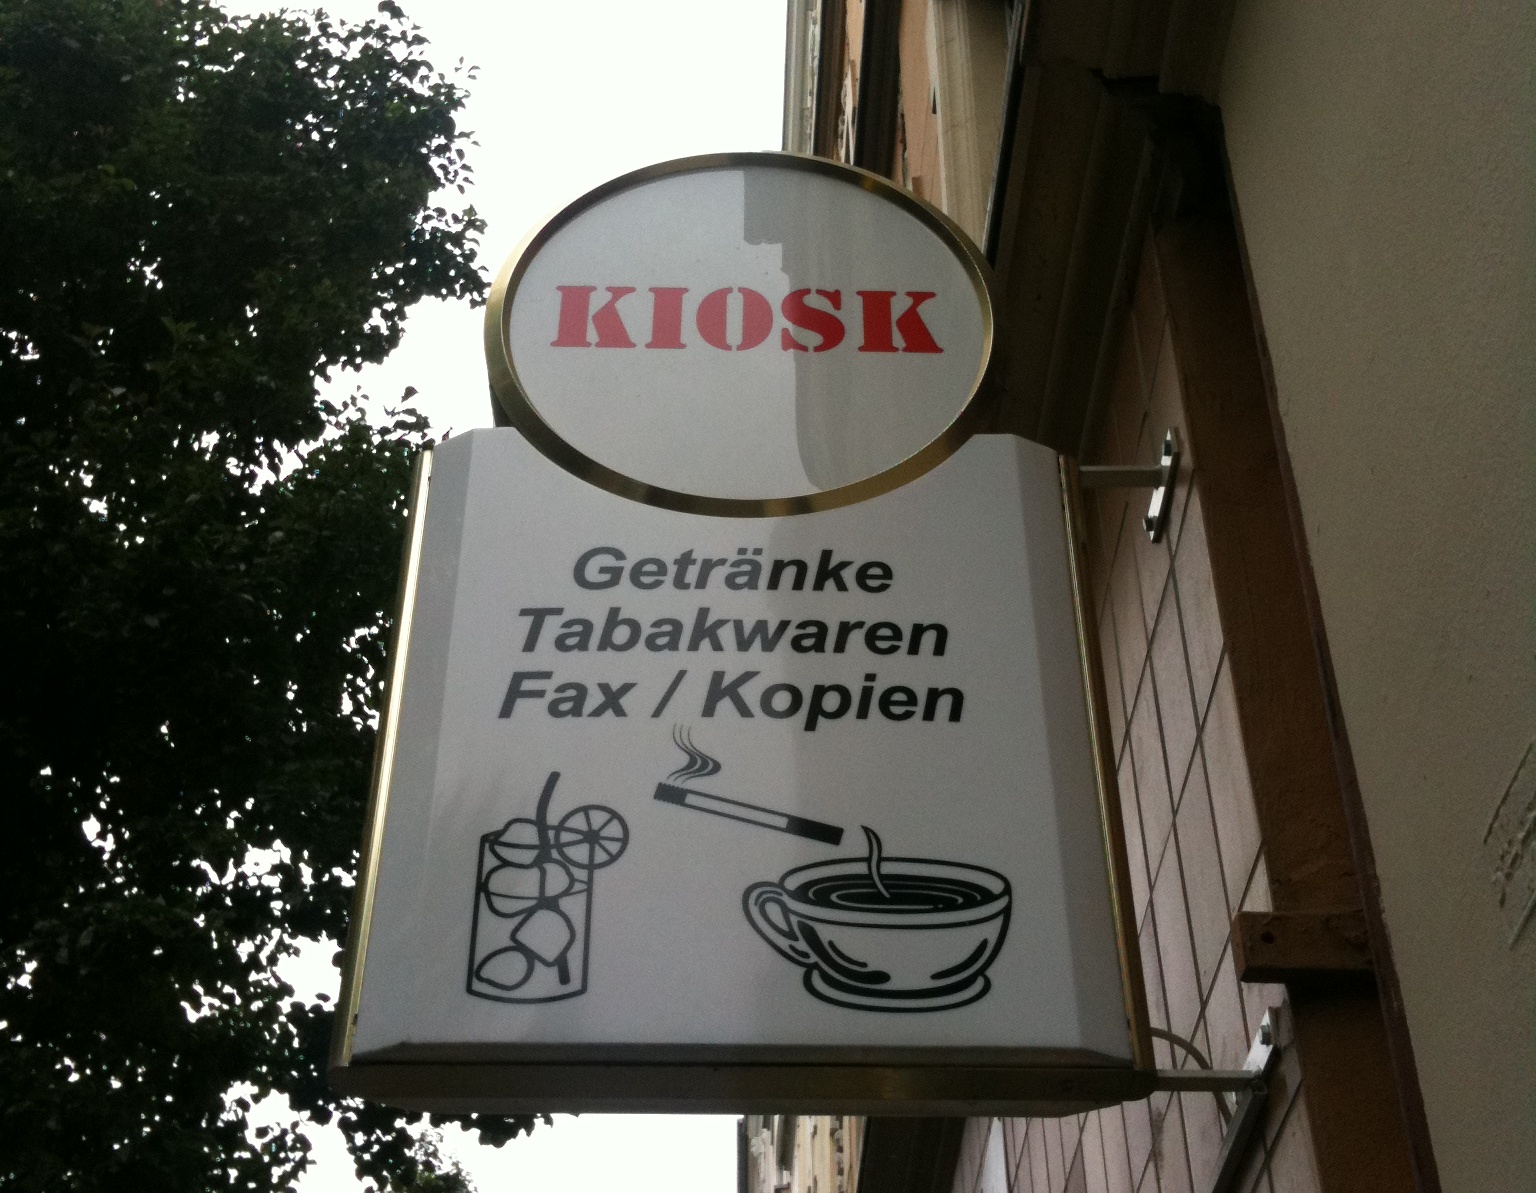 KIOSK
Getränke
Tabakwaren
Fax / Kopien